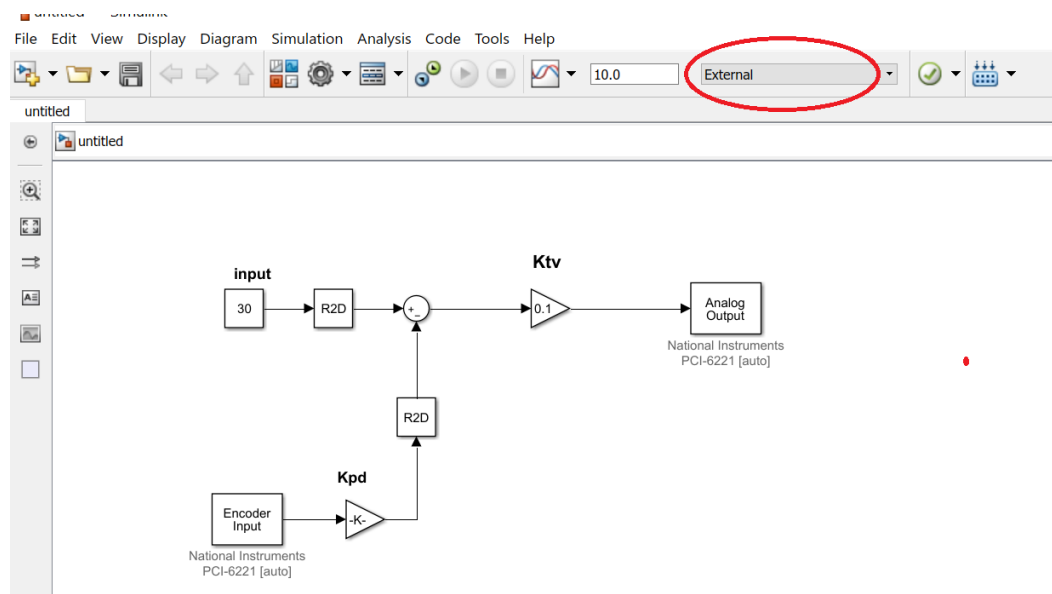 File Edit View Display Diagram Simulation Analysis Code Tools Help
10.0 External
untitled
untitled
input
30
R2D
+
-
Ktv
0.1
Analog
Output
National Instruments
PCI-6221 [auto]
R2D
Kpd
Encoder
Input
-K-
National Instruments
PCI-6221 [auto]